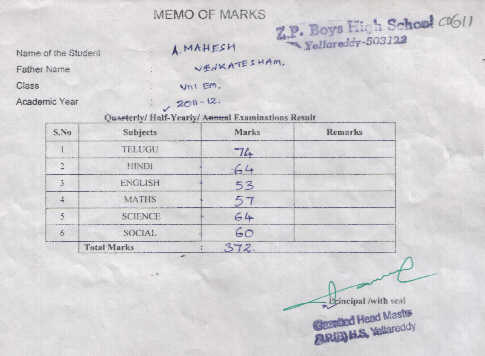 MEMO OF MARKS
Z.P. Boys High School
Yellareddy-503122
Name of the Student : A. MAHESH
Father Name : VENKATESHAM.
Class : VIII EM.
Academic Year : 2011-12.
Quarterly/ Half-Yearly/ Annual Examinations Result
S.No Subjects Marks Remarks
1 TELUGU 74
2 HINDI 64
3 ENGLISH 53
4 MATHS 57
5 SCIENCE 64
6 SOCIAL 60
Total Marks : 372.
Principal /with seal
Gazetted Head Master
H.S, Yellareddy